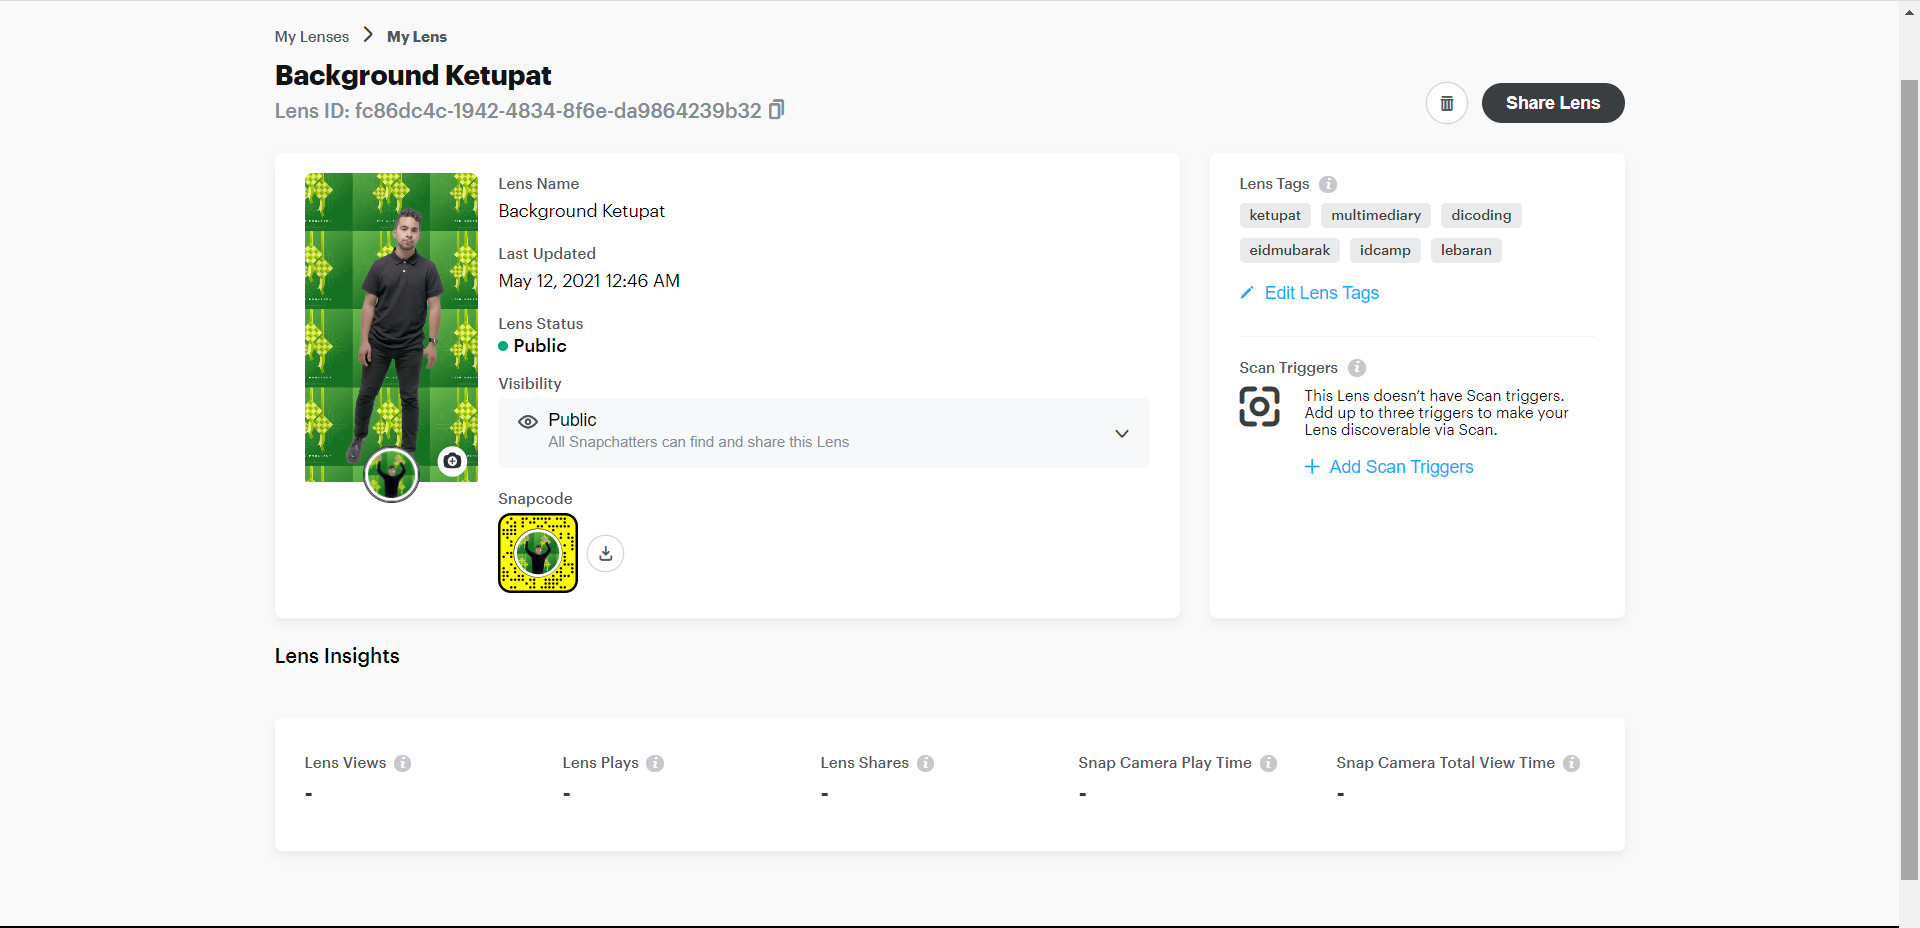 My Lenses > My Lens
Background Ketupat
Lens ID: fc86dc4c-1942-4834-8f6e-da9864239b32
Share Lens
Lens Name
Background Ketupat
Last Updated
May 12, 2021 12:46 AM
Lens Status
Public
Visibility
Public
All Snapchatters can find and share this Lens
Snapcode
Lens Tags
ketupat multimediary dicoding
eidmubarak idcamp lebaran
Edit Lens Tags
Scan Triggers
This Lens doesn’t have Scan triggers.
Add up to three triggers to make your
Lens discoverable via Scan.
+ Add Scan Triggers
Lens Insights
Lens Views Lens Plays Lens Shares Snap Camera Play Time Snap Camera Total View Time
- - - - -